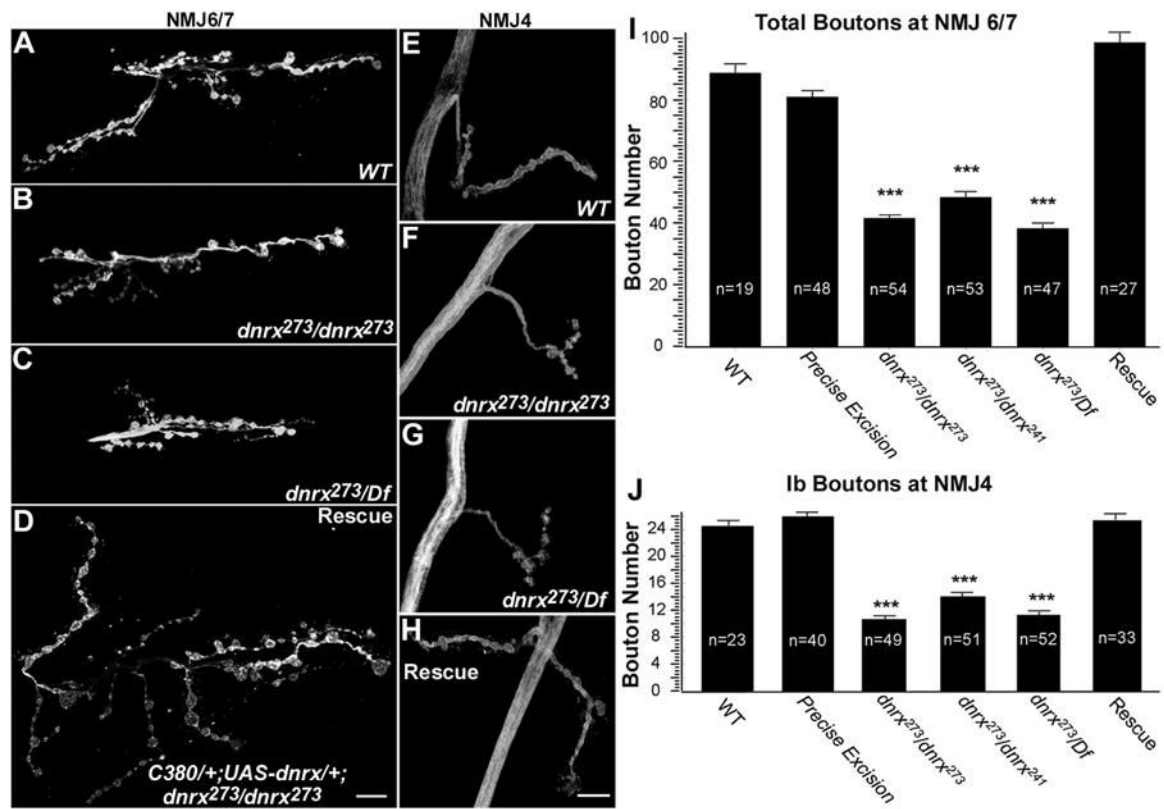 NMJ6/7
A
WT
B
dnrx273/dnrx273
C
dnrx273/Df
D
Rescue
C380/+;UAS-dnrx/+;
dnrx273/dnrx273
NMJ4
E
WT
F
dnrx273/dnrx273
G
dnrx273/Df
H
Rescue
I
Total Boutons at NMJ 6/7
Bouton Number
100
80
60
40
20
0
***
***
***
n=19
n=48
n=54
n=53
n=47
n=27
WT
Precise Excision
dnrx273/dnrx273
dnrx273/dnrx241
dnrx273/Df
Rescue
J
Ib Boutons at NMJ4
Bouton Number
24
20
16
12
8
4
0
***
***
***
n=23
n=40
n=49
n=51
n=52
n=33
WT
Precise Excision
dnrx273/dnrx273
dnrx273/dnrx241
dnrx273/Df
Rescue